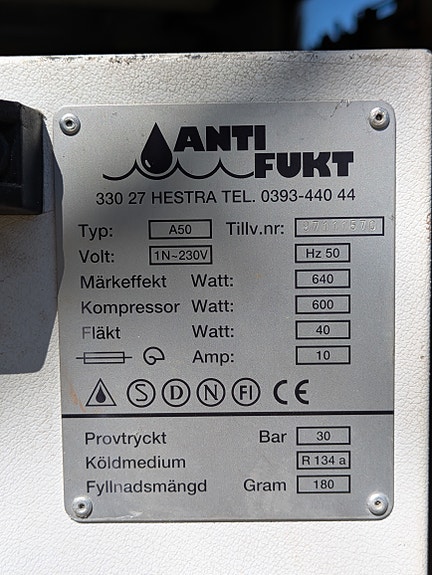 ANTI
FUKT
330 27 HESTRA TEL. 0393-440 44
Typ: A50 Tillv.nr:
Volt: 1N~230V Hz 50
Märkeffekt Watt: 640
Kompressor Watt: 600
Fläkt Watt: 40
Amp: 10
S D N FI CE
Provtryckt Bar 30
Köldmedium R 134 a
Fyllnadsmängd Gram 180